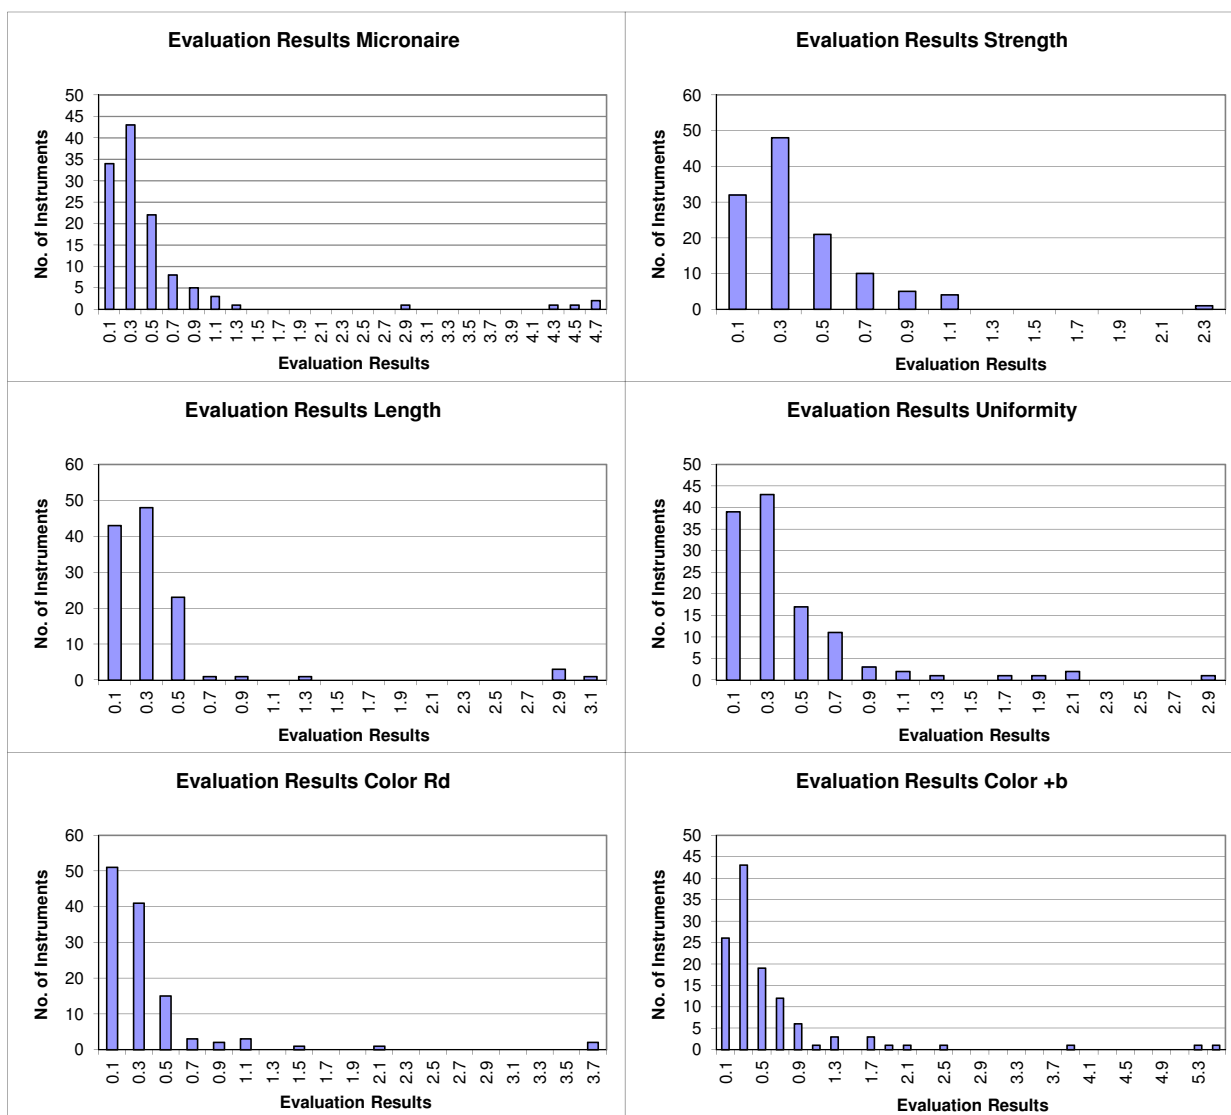 Evaluation Results Micronaire
50
45
40
35
30
25
20
15
10
5
0
No. of Instruments
0.1 0.3 0.5 0.7 0.9 1.1 1.3 1.5 1.7 1.9 2.1 2.3 2.5 2.7 2.9 3.1 3.3 3.5 3.7 3.9 4.1 4.3 4.5 4.7
Evaluation Results
Evaluation Results Strength
60
50
40
30
20
10
0
No. of Instruments
0.1 0.3 0.5 0.7 0.9 1.1 1.3 1.5 1.7 1.9 2.1 2.3
Evaluation Results
Evaluation Results Length
60
50
40
30
20
10
0
No. of Instruments
0.1 0.3 0.5 0.7 0.9 1.1 1.3 1.5 1.7 1.9 2.1 2.3 2.5 2.7 2.9 3.1
Evaluation Results
Evaluation Results Uniformity
50
45
40
35
30
25
20
15
10
5
0
No. of Instruments
0.1 0.3 0.5 0.7 0.9 1.1 1.3 1.5 1.7 1.9 2.1 2.3 2.5 2.7 2.9
Evaluation Results
Evaluation Results Color Rd
60
50
40
30
20
10
0
No. of Instruments
0.1 0.3 0.5 0.7 0.9 1.1 1.3 1.5 1.7 1.9 2.1 2.3 2.5 2.7 2.9 3.1 3.3 3.5 3.7
Evaluation Results
Evaluation Results Color +b
50
45
40
35
30
25
20
15
10
5
0
No. of Instruments
0.1 0.5 0.9 1.3 1.7 2.1 2.5 2.9 3.3 3.7 4.1 4.5 4.9 5.3
Evaluation Results